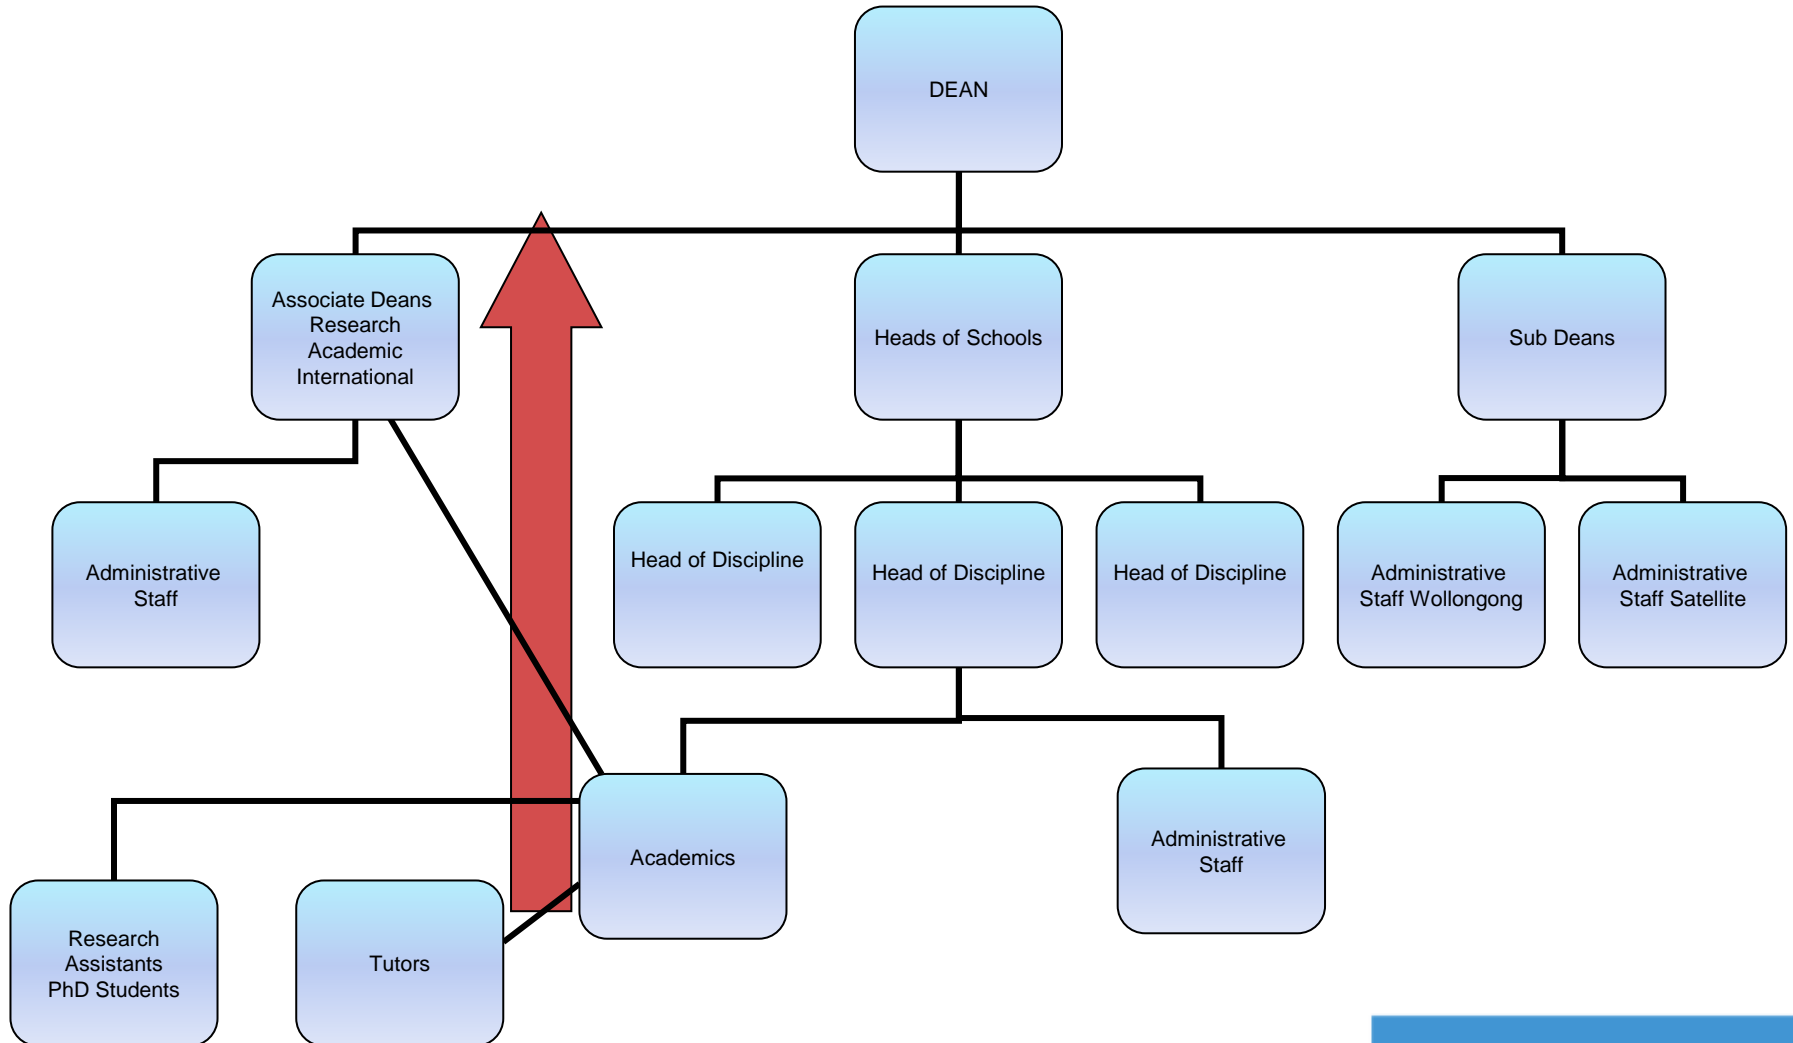 DEAN
Associate Deans
Research
Academic
International
Heads of Schools
Sub Deans
Administrative
Staff
Head of Discipline
Head of Discipline
Head of Discipline
Administrative
Staff Wollongong
Administrative
Staff Satellite
Academics
Administrative
Staff
Research
Assistants
PhD Students
Tutors